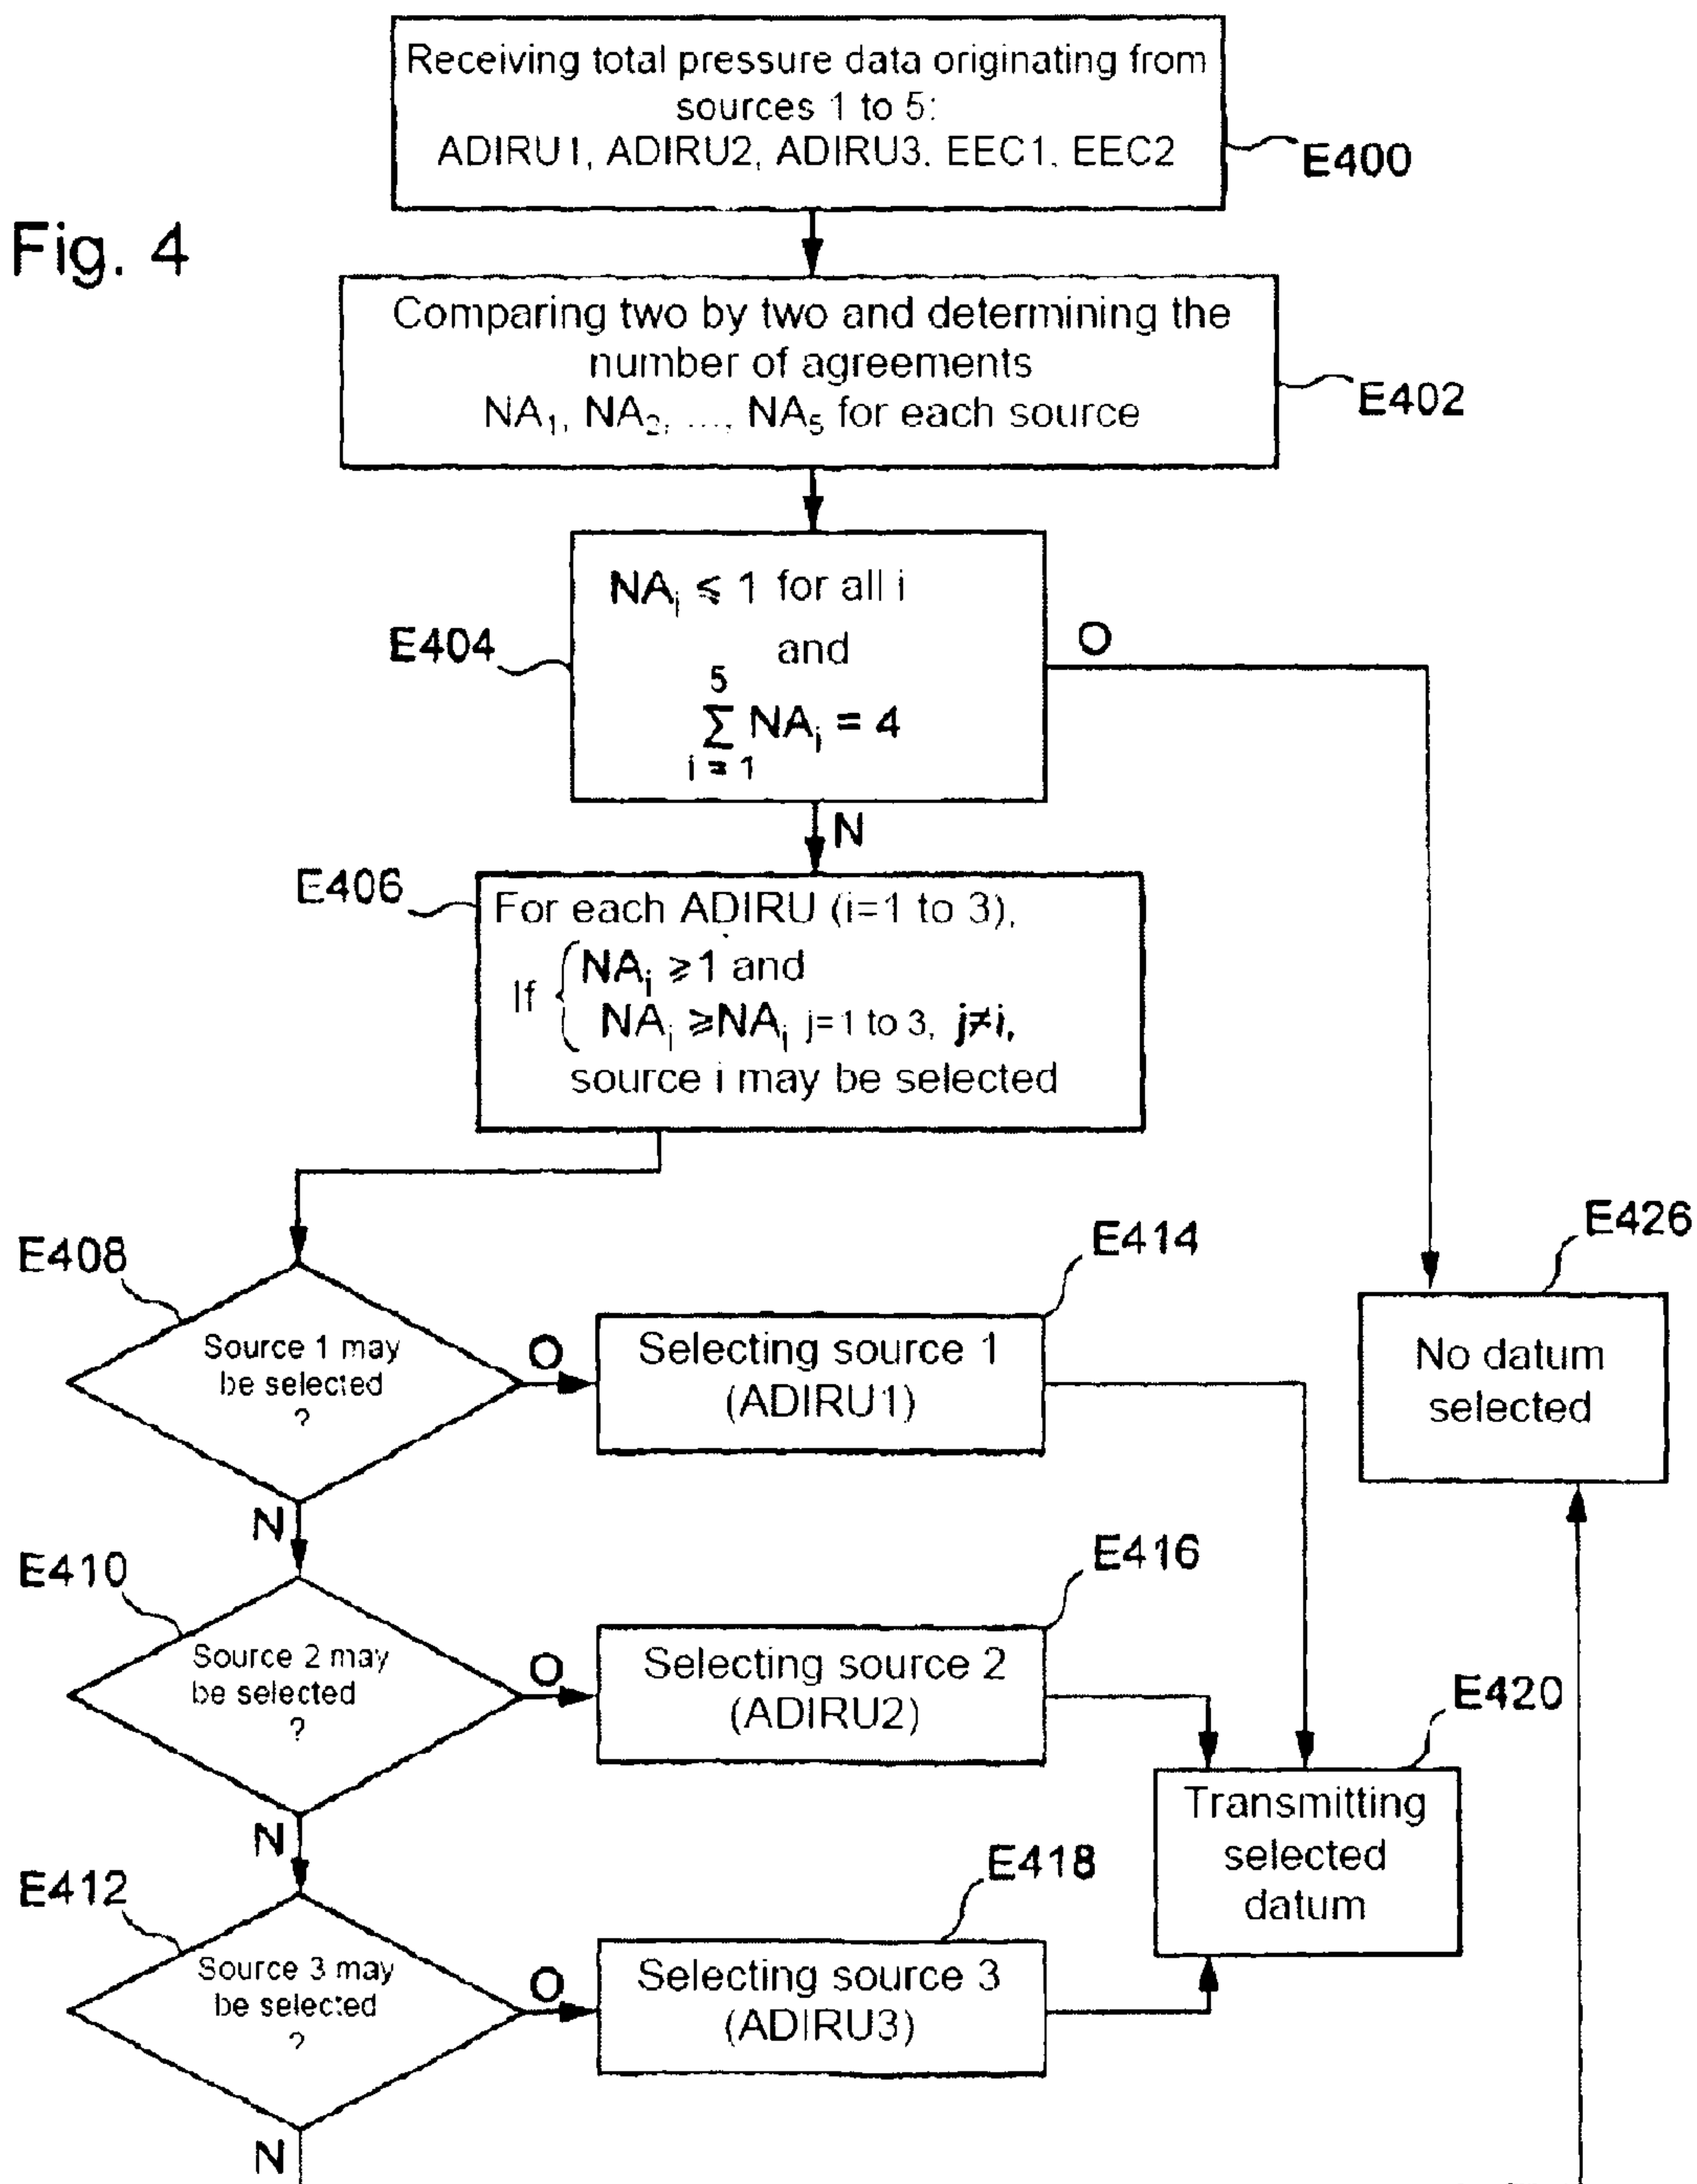 Fig. 4
Receiving total pressure data originating from
sources 1 to 5:
ADIRU1, ADIRU2, ADIRU3. EEC1. EEC2
E400
Comparing two by two and determining the
number of agreements
NA₁, NA₂, ..., NA₅ for each source
E402
NAᵢ ⩽ 1 for all i
and
5
Σ NAᵢ = 4
i = 1
E404
O
N
E406
For each ADIRU (i=1 to 3),
If { NAᵢ ⩾ 1 and
NAᵢ ⩾ NAⱼ j=1 to 3, j≠i,
source i may be selected
E408
Source 1 may
be selected
?
O
E414
Selecting source 1
(ADIRU1)
E426
No datum
selected
N
E410
Source 2 may
be selected
?
O
E416
Selecting source 2
(ADIRU2)
E420
Transmitting
selected
datum
N
E412
Source 3 may
be selected
?
O
E418
Selecting source 3
(ADIRU3)
N